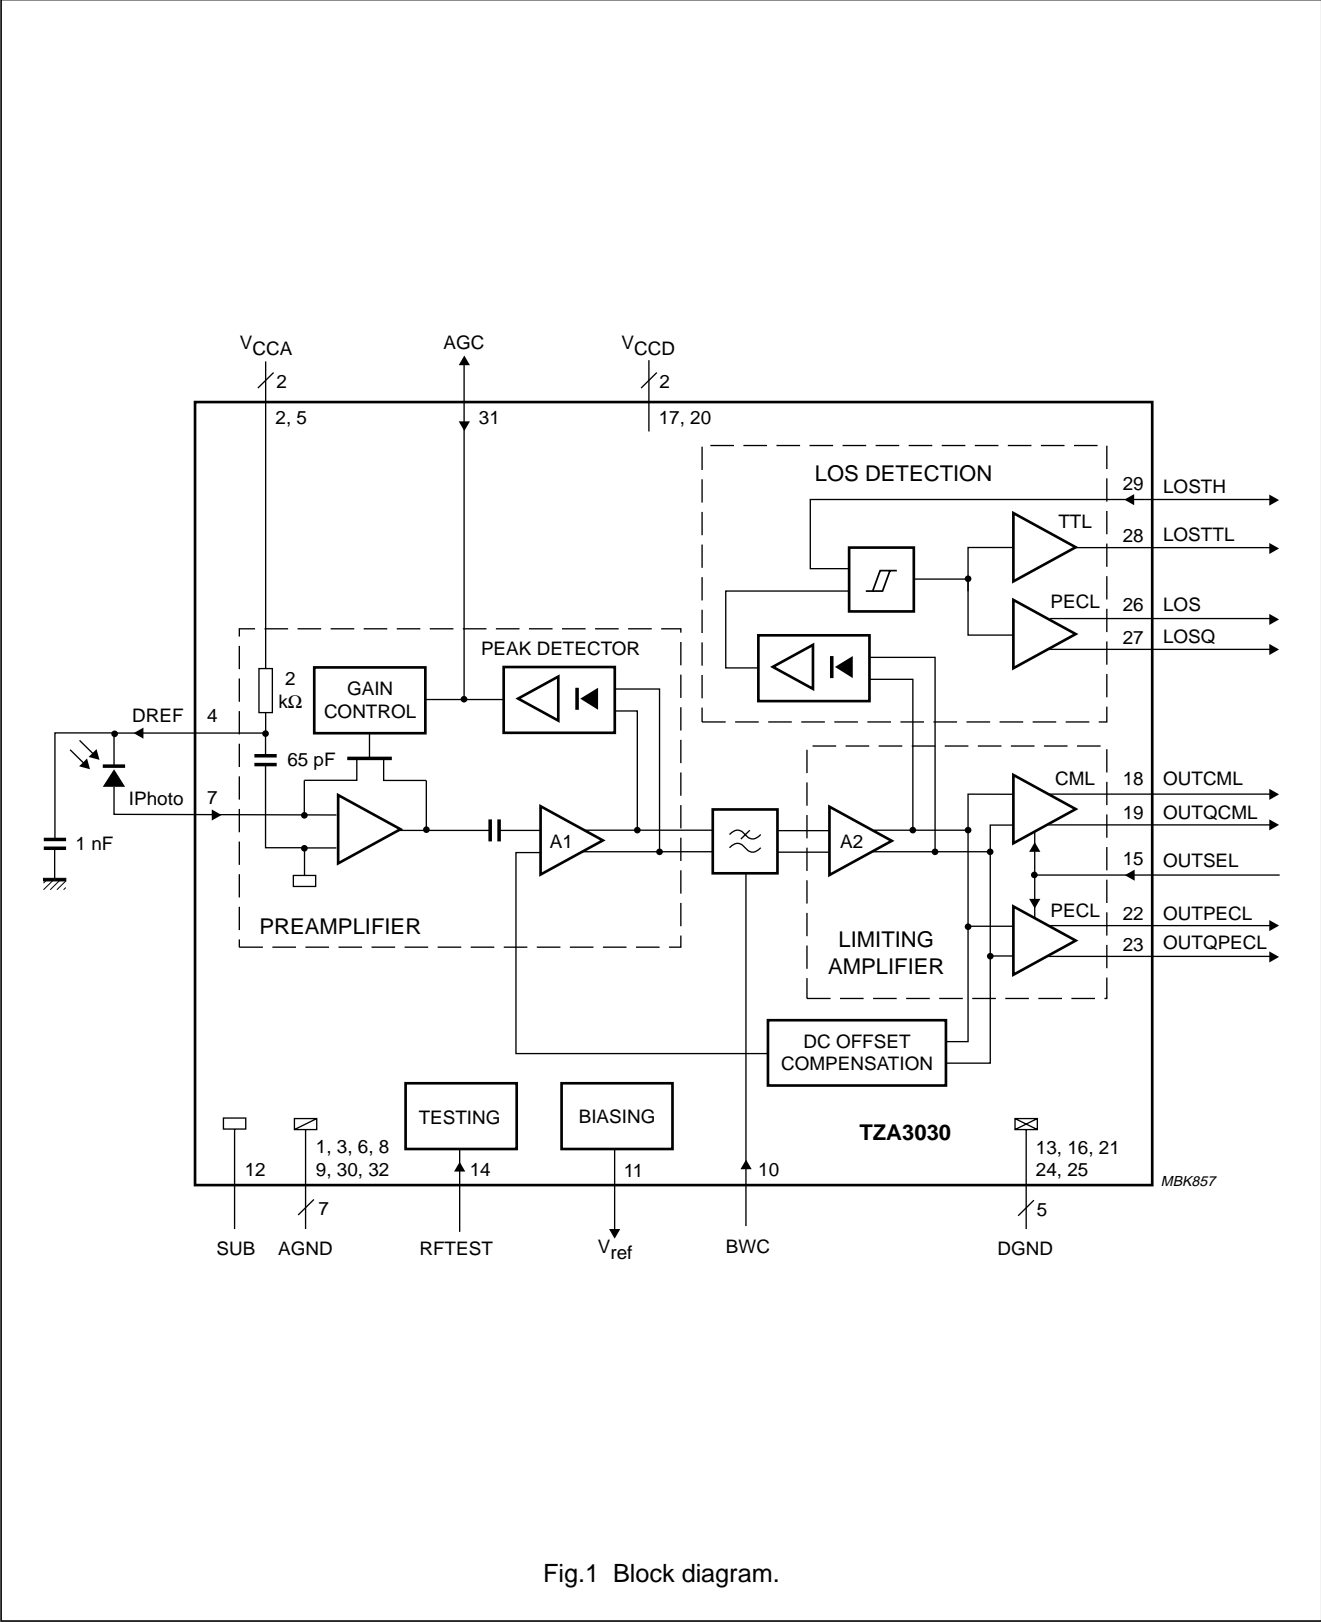 VCCA
AGC
VCCD
2
2
2, 5
31
17, 20
LOS DETECTION
29 LOSTH
TTL
28 LOSTTL
PECL
26 LOS
27 LOSQ
PEAK DETECTOR
2
kΩ
GAIN
CONTROL
DREF 4
65 pF
IPhoto 7
1 nF
A1
A2
CML
18 OUTCML
19 OUTQCML
15 OUTSEL
PECL
22 OUTPECL
23 OUTQPECL
PREAMPLIFIER
LIMITING
AMPLIFIER
DC OFFSET
COMPENSATION
TESTING
BIASING
TZA3030
12
1, 3, 6, 8
9, 30, 32
14
11
10
13, 16, 21
24, 25
MBK857
7
5
SUB
AGND
RFTEST
Vref
BWC
DGND
Fig.1 Block diagram.